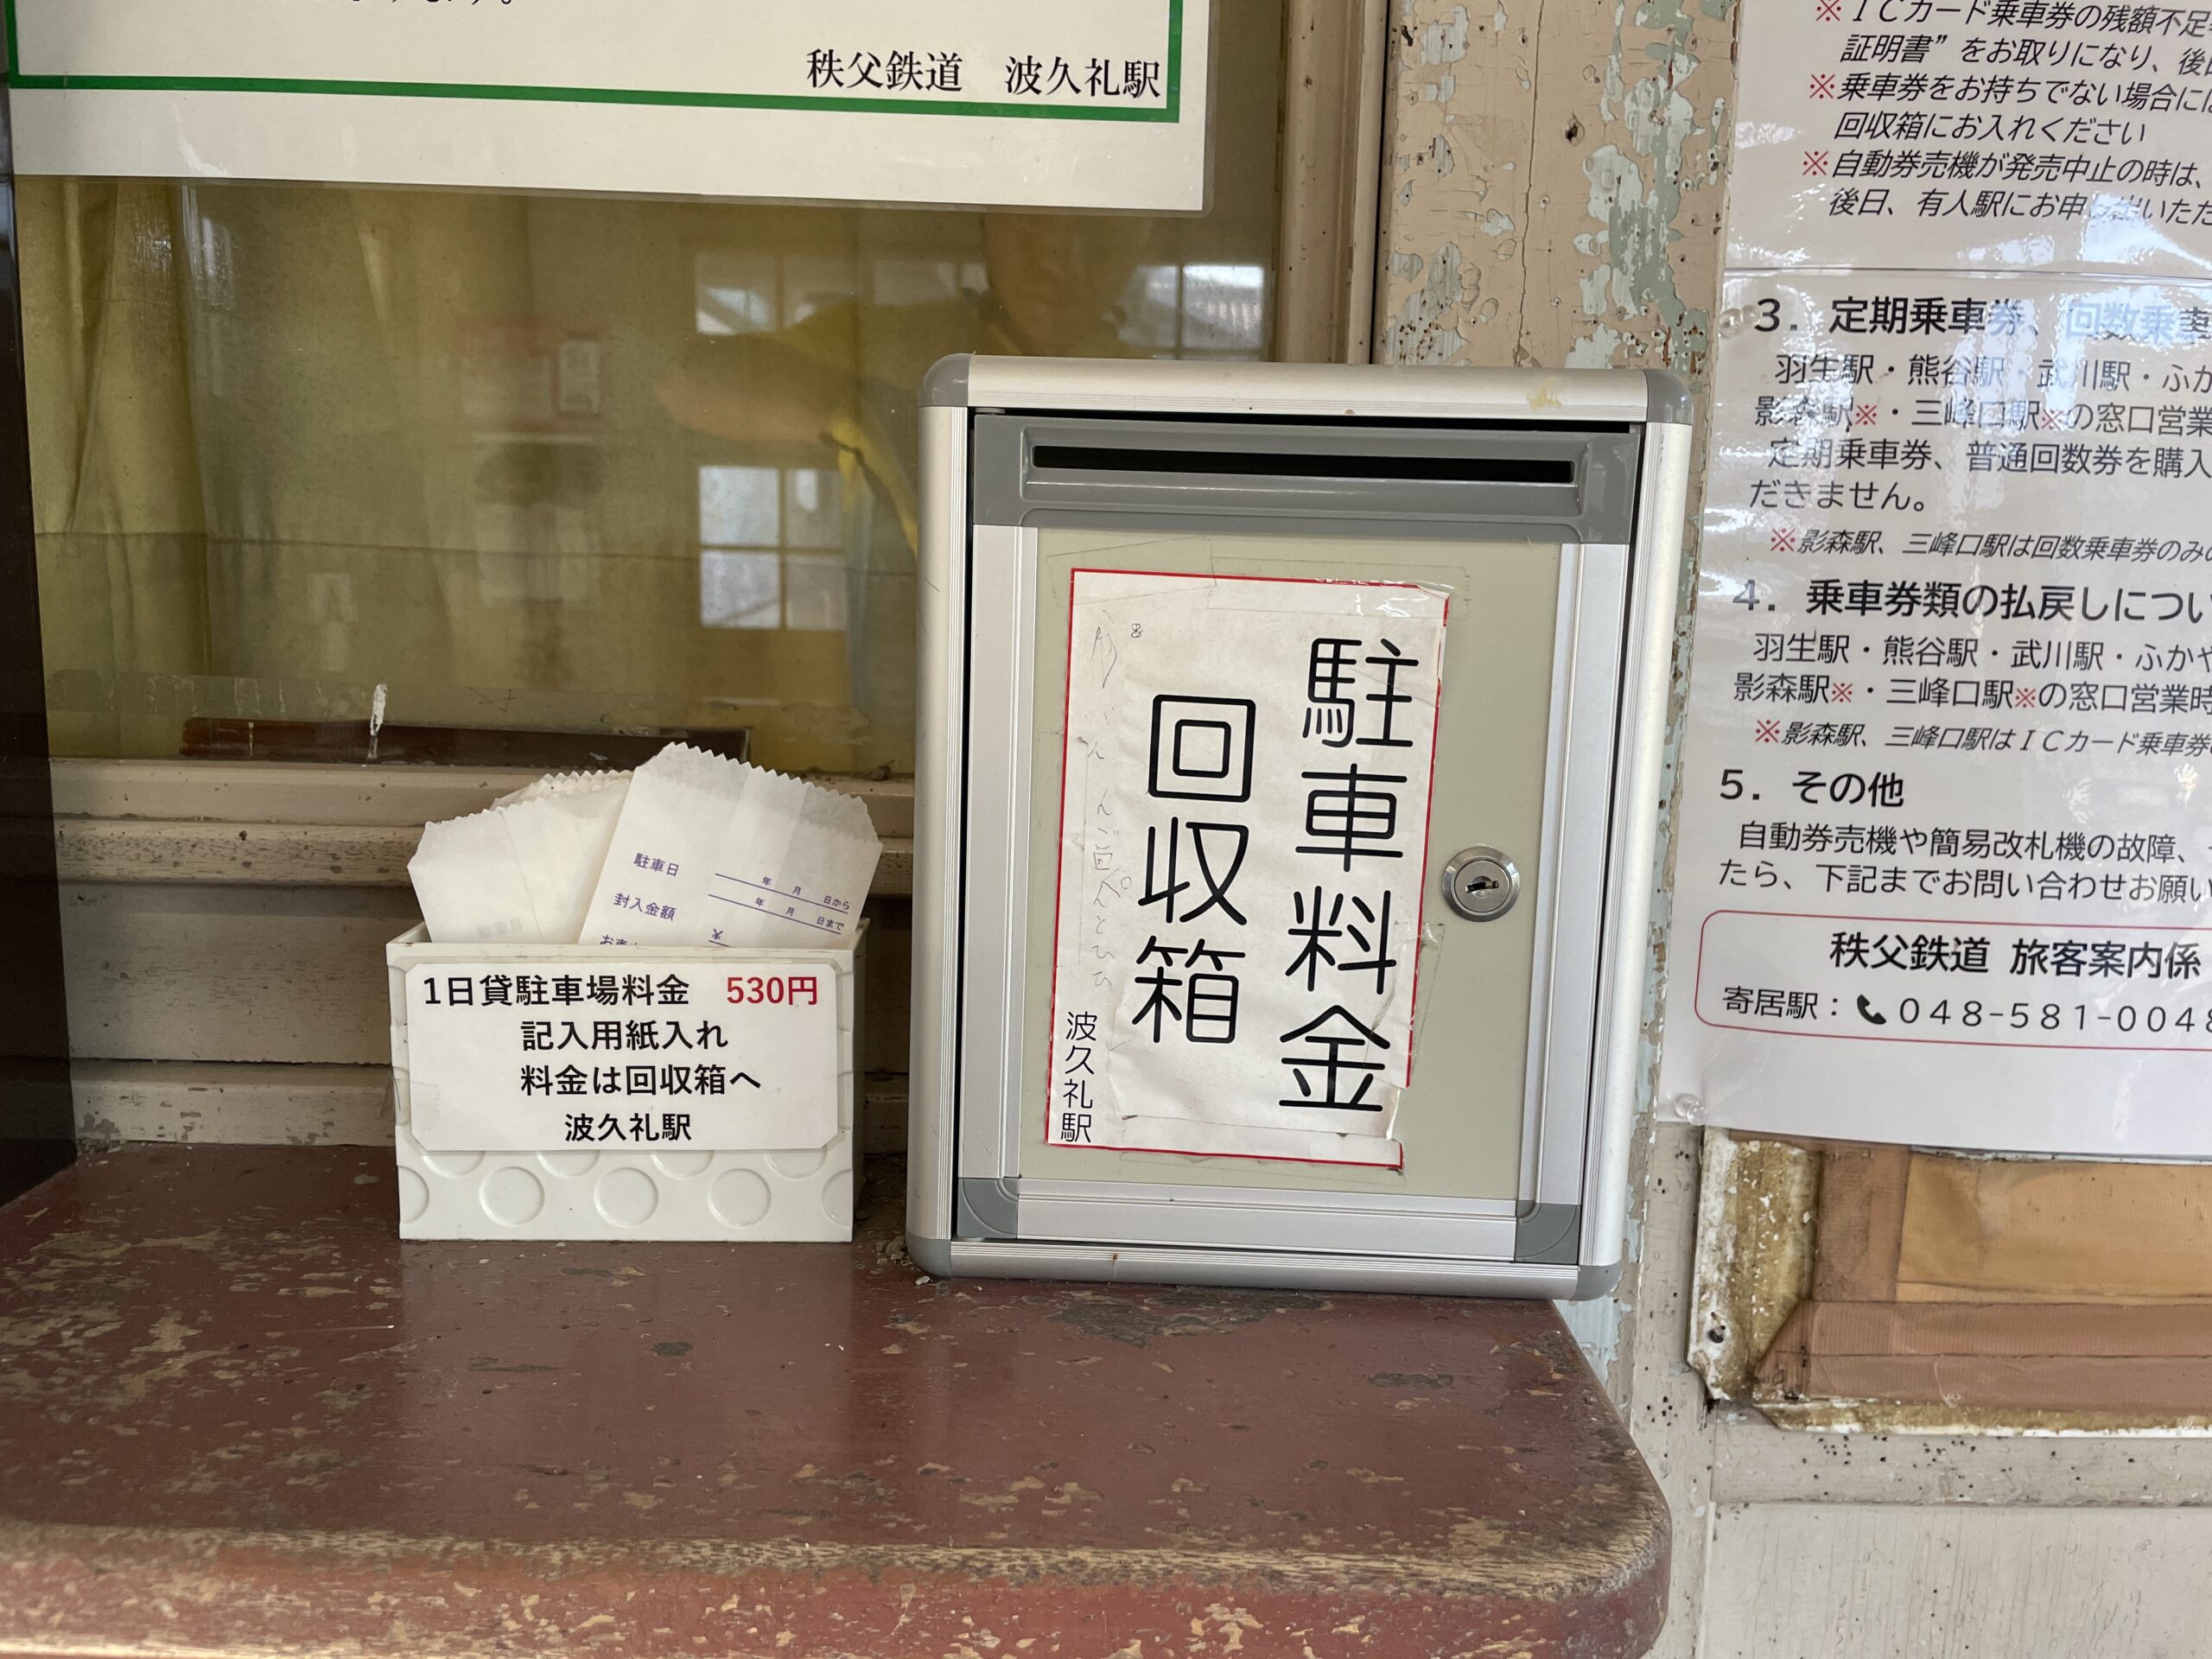 秩父鉄道 波久礼駅
※ICカード乗車券の残額不足
証明書”をお取りになり、後
※乗車券をお持ちでない場合に
回収箱にお入れください
※自動券売機が発売中止の時は、
後日、有人駅にお申し出いただ
3. 定期乗車券、回数乗車
羽生駅・熊谷駅・武川駅・ふか
影森駅※・三峰口駅※の窓口営業
定期乗車券、普通回数券を購入
だきません。
※影森駅、三峰口駅は回数乗車券のみ
4. 乗車券類の払戻しについ
羽生駅・熊谷駅・武川駅・ふかや
影森駅※・三峰口駅※の窓口営業時
※影森駅、三峰口駅はICカード乗車券
5. その他
自動券売機や簡易改札機の故障、
たら、下記までお問い合わせお願い
秩父鉄道 旅客案内係
寄居駅:048-581-0048
駐車料金
回収箱
波久礼駅
駐車日 年 月 日から
年 月 日まで
封入金額 ¥
1日貸駐車場料金 530円
記入用紙入れ
料金は回収箱へ
波久礼駅